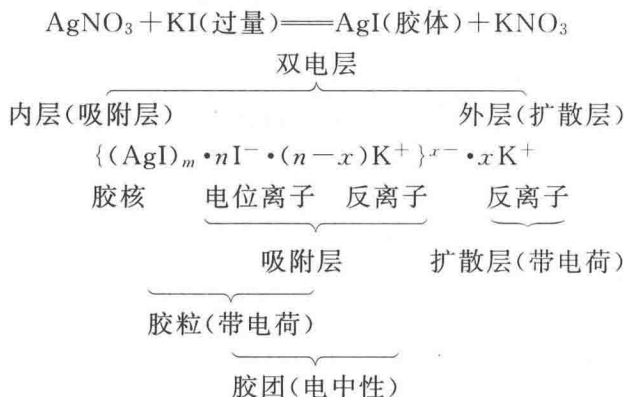 AgNO₃＋KI(过量)═══AgI(胶体)＋KNO₃
双电层
内层(吸附层) 外层(扩散层)
{(AgI)ₘ•nI⁻•(n－x)K⁺}ˣ⁻•xK⁺
胶核 电位离子 反离子 反离子
吸附层 扩散层(带电荷)
胶粒(带电荷)
胶团(电中性)